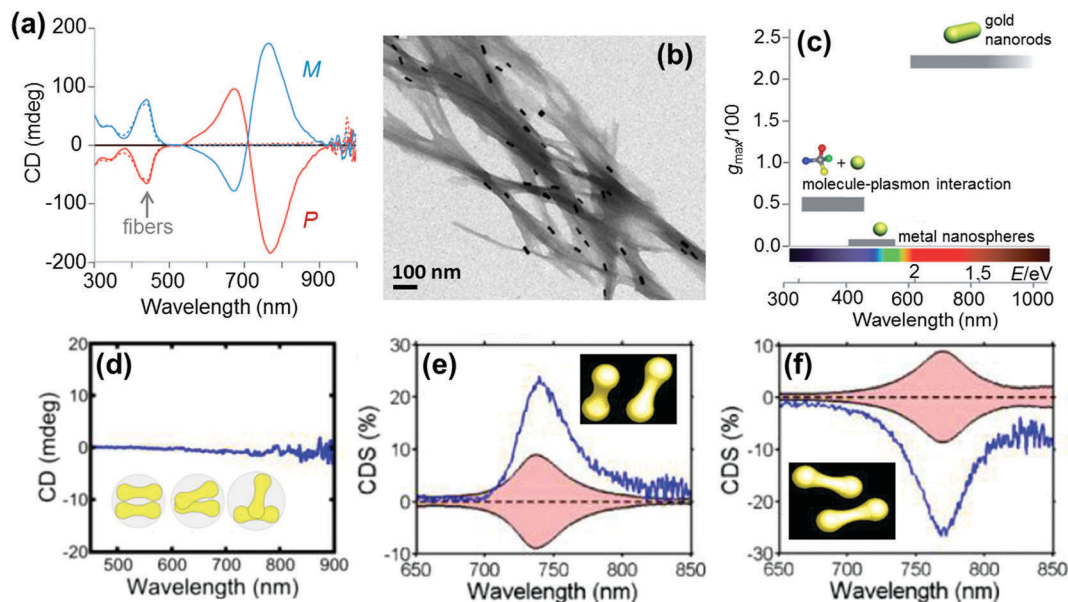 (a)
200
100
0
-100
-200
CD (mdeg)
M
P
fibers
300
500
700
900
Wavelength (nm)
(b)
100 nm
(c)
gold
nanorods
2.5
2.0
1.5
1.0
0.5
0.0
gmax/100
+
molecule-plasmon interaction
metal nanospheres
2
1,5
E/eV
300
400
600
800
1000
Wavelength (nm)
(d)
20
10
0
-10
-20
CD (mdeg)
500
600
700
800
900
Wavelength (nm)
(e)
30
20
10
0
-10
CDS (%)
650
700
750
800
850
Wavelength (nm)
(f)
10
0
-10
-20
-30
CDS (%)
650
700
750
800
850
Wavelength (nm)